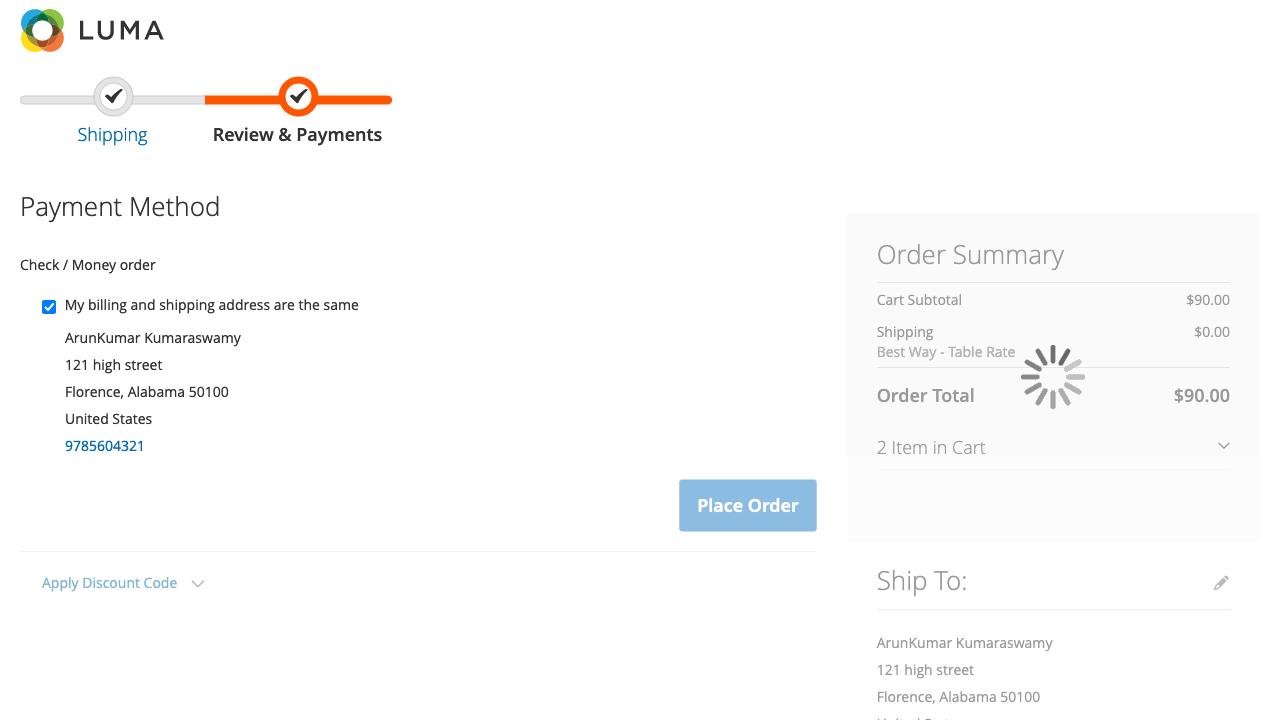 LUMA
Shipping
Review & Payments
Payment Method
Check / Money order
My billing and shipping address are the same
ArunKumar Kumaraswamy
121 high street
Florence, Alabama 50100
United States
9785604321
Place Order
Apply Discount Code
Order Summary
Cart Subtotal $90.00
Shipping $0.00
Best Way - Table Rate
Order Total $90.00
2 Item in Cart
Ship To:
ArunKumar Kumaraswamy
121 high street
Florence, Alabama 50100